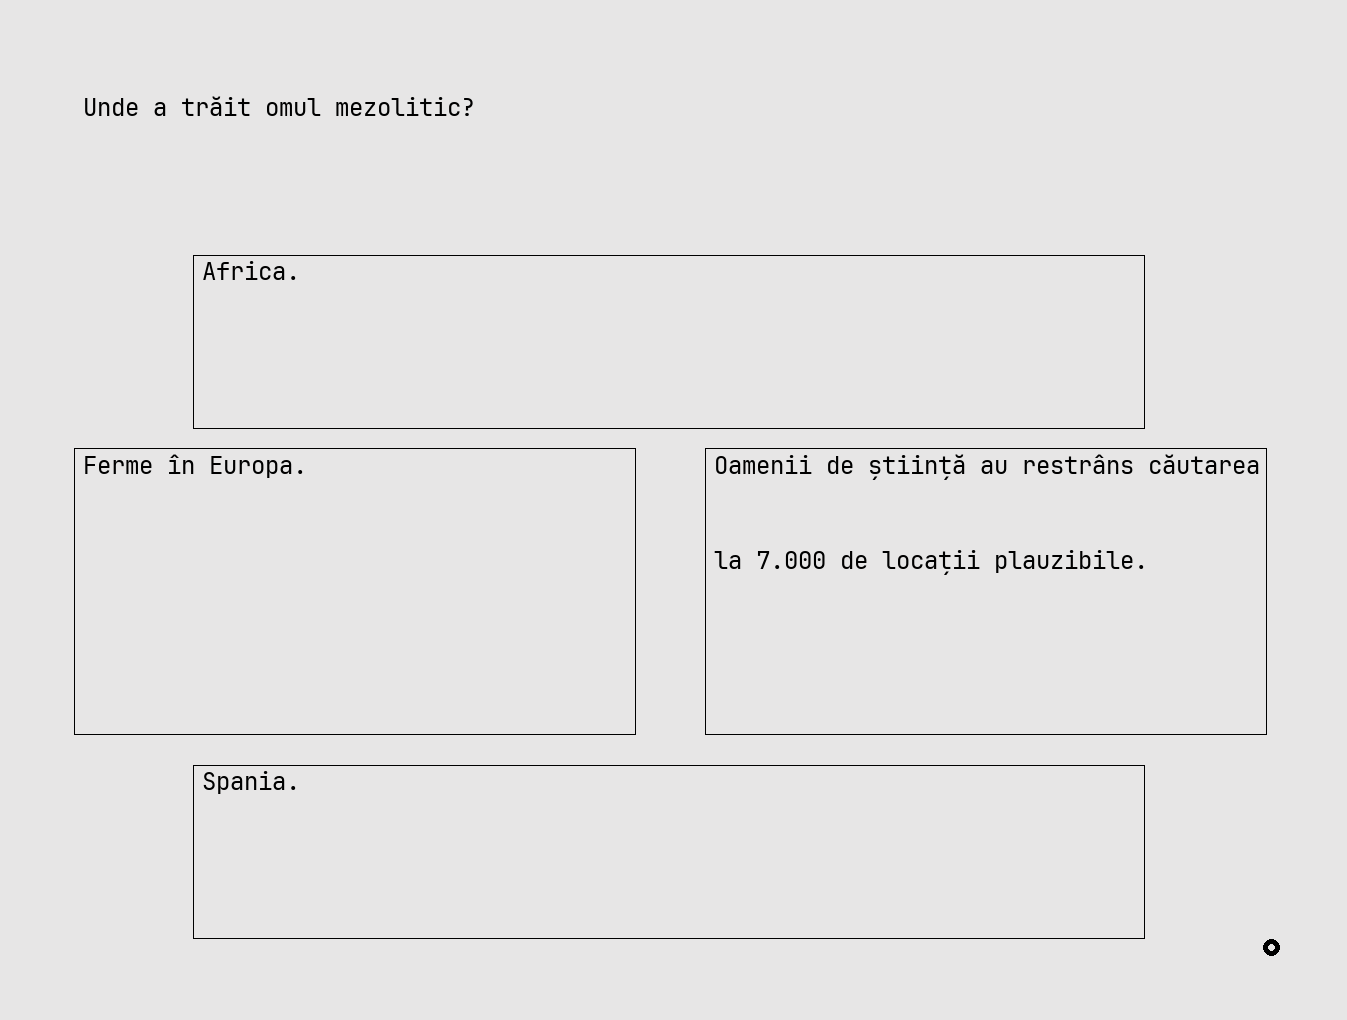 Unde a trăit omul mezolitic?
Africa.
Ferme în Europa.
Oamenii de știință au restrâns căutarea
la 7.000 de locații plauzibile.
Spania.